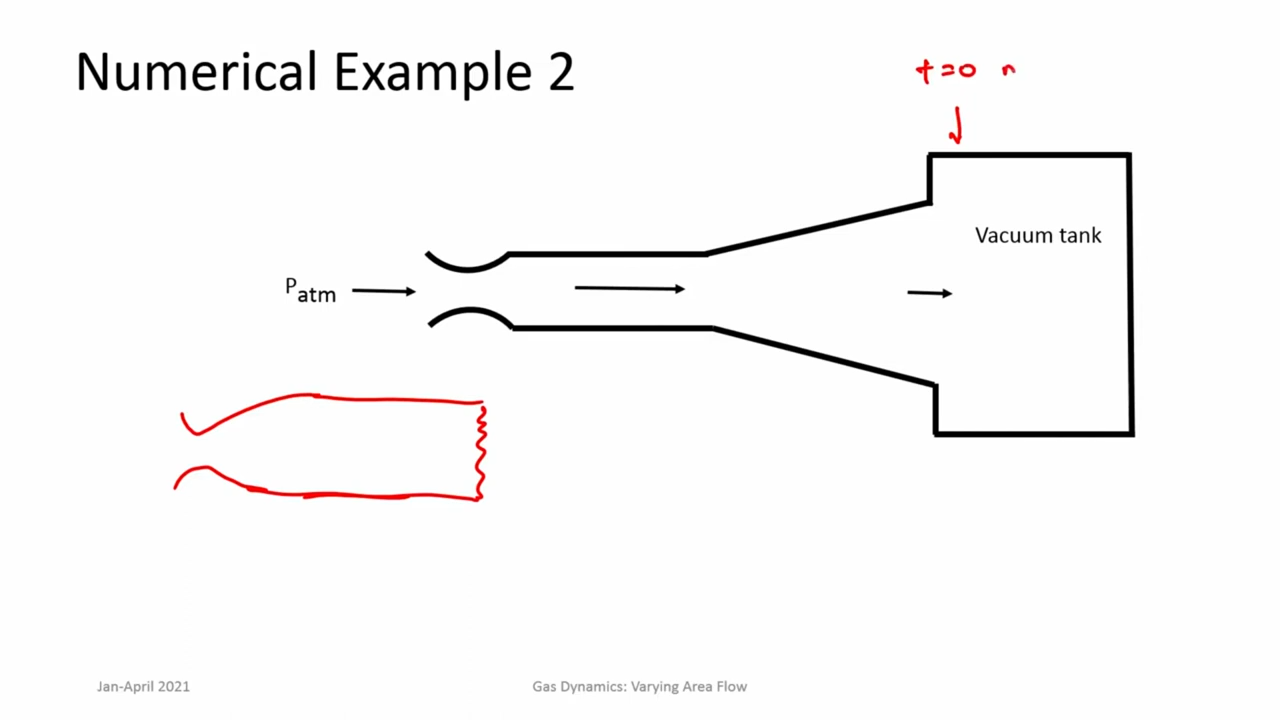 Numerical Example 2
t=0
Vacuum tank
Patm
Jan-April 2021
Gas Dynamics: Varying Area Flow